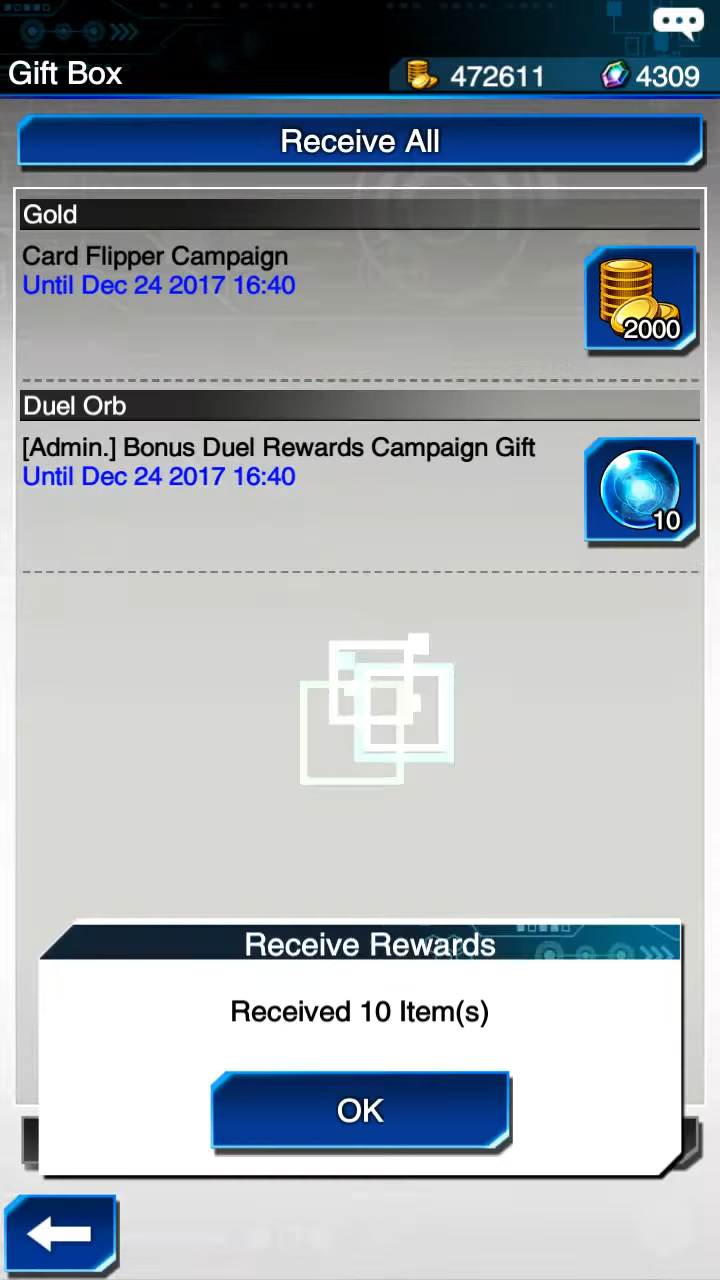 Gift Box
472611
4309
Receive All
Gold
Card Flipper Campaign
Until Dec 24 2017 16:40
2000
Duel Orb
[Admin.] Bonus Duel Rewards Campaign Gift
Until Dec 24 2017 16:40
10
Receive Rewards
Received 10 Item(s)
OK